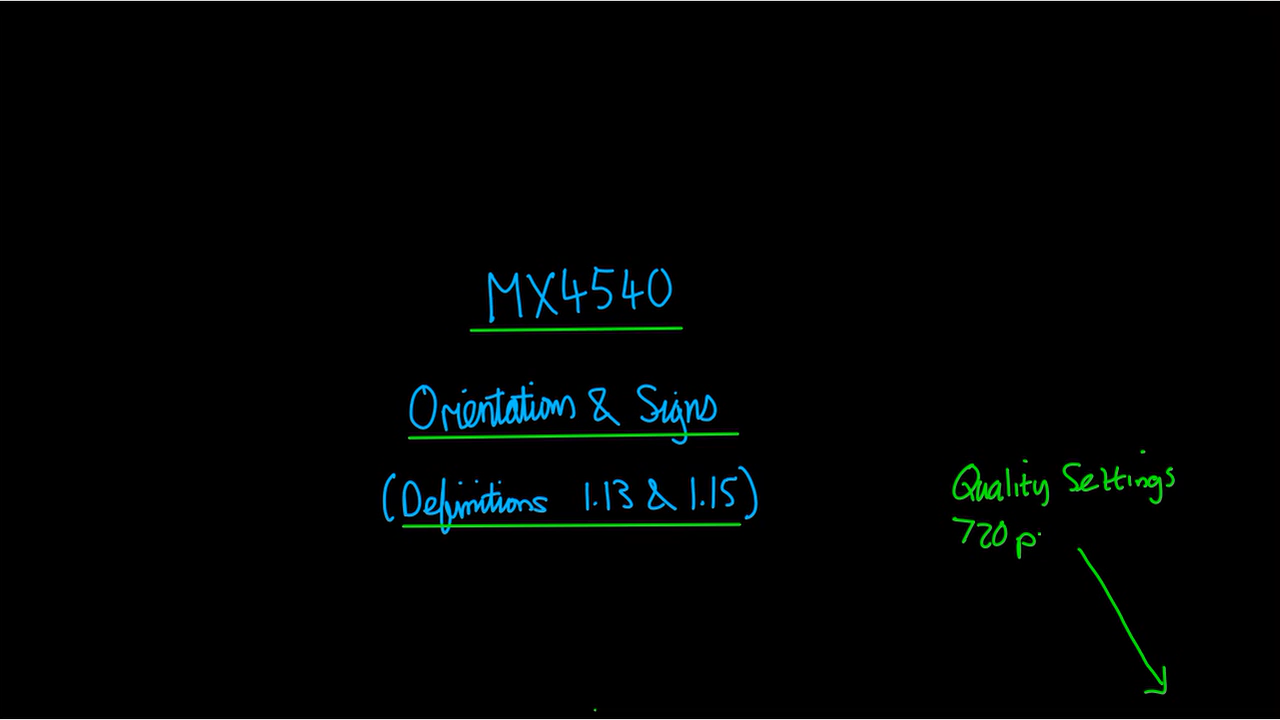 MX4540
Orientation & Signs
(Definitions 1.13 & 1.15)
Quality Settings
720p.